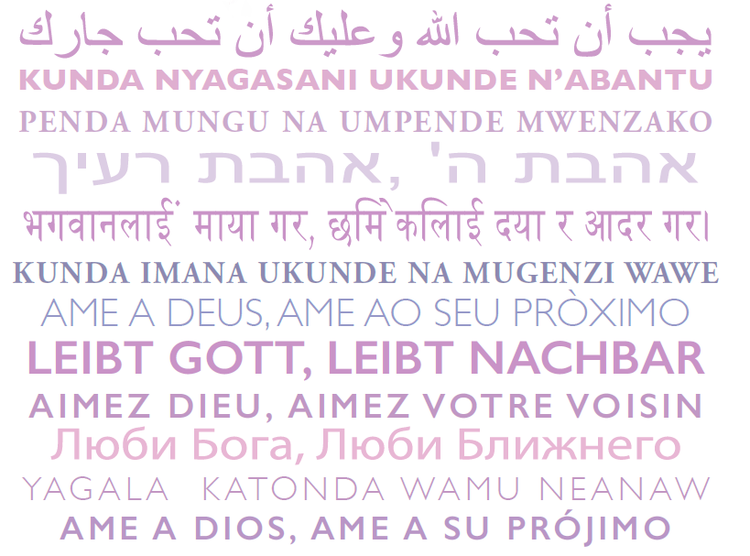 يجب أن تحب الله وعليك أن تحب جارك
KUNDA NYAGASANI UKUNDE N’ABANTU
PENDA MUNGU NA UMPENDE MWENZAKO
אהבת ה', אהבת רעיך
भगवानलाईं माया गर, छमिेकलिाई दया र आदर गर।
KUNDA IMANA UKUNDE NA MUGENZI WAWE
AME A DEUS, AME AO SEU PRÒXIMO
LEIBT GOTT, LEIBT NACHBAR
AIMEZ DIEU, AIMEZ VOTRE VOISIN
Люби Бога, Люби Ближнего
YAGALA KATONDA WAMU NEANAW
AME A DIOS, AME A SU PRÓJIMO